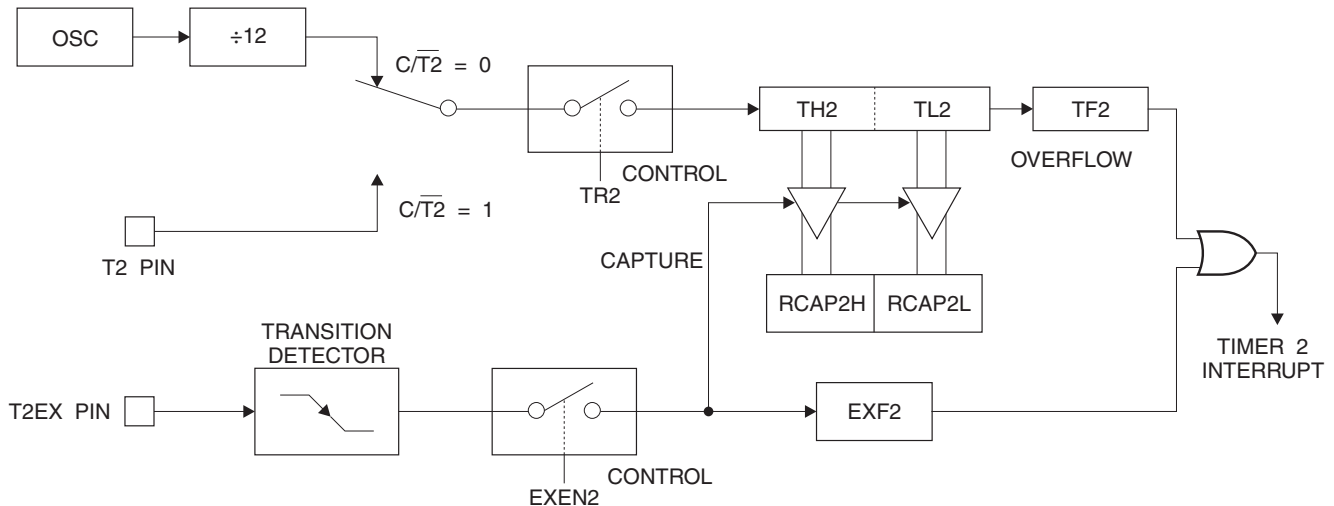 OSC
÷12
C/T2̅ = 0
TH2
TL2
TF2
OVERFLOW
CONTROL
TR2
C/T2̅ = 1
T2 PIN
CAPTURE
RCAP2H
RCAP2L
TRANSITION
DETECTOR
TIMER 2
INTERRUPT
T2EX PIN
EXF2
CONTROL
EXEN2